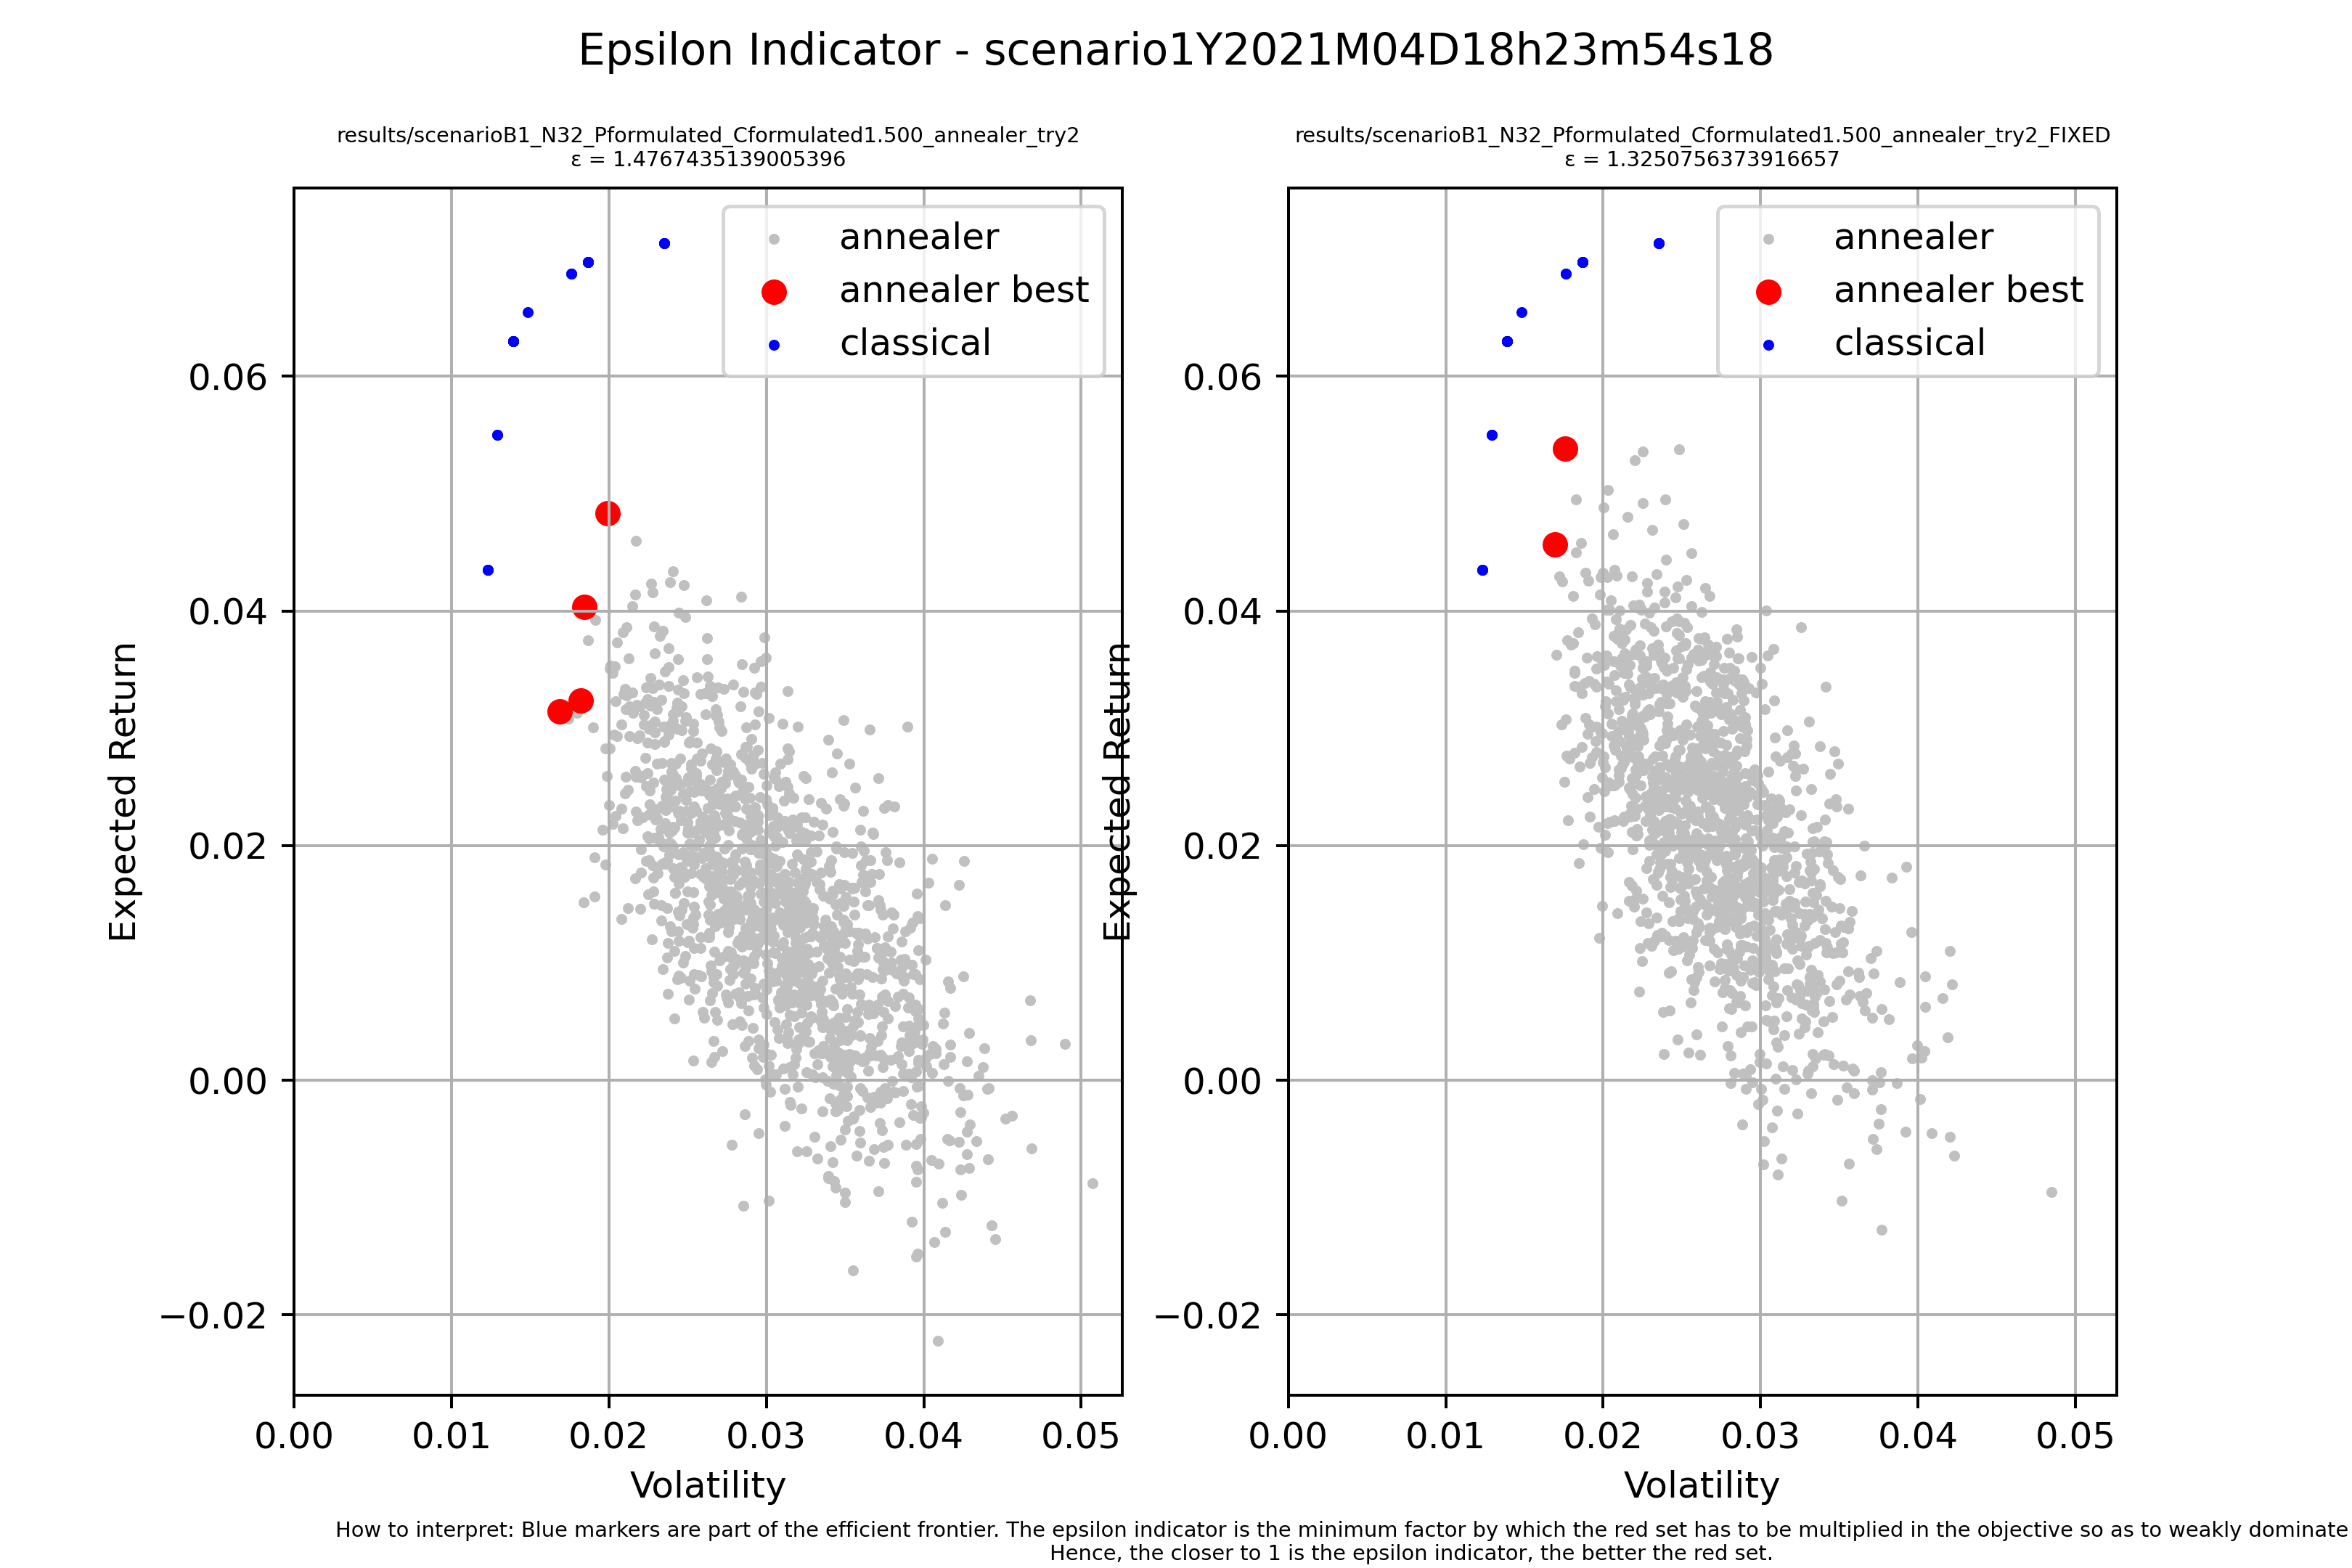 Epsilon Indicator - scenario1Y2021M04D18h23m54s18
results/scenarioB1_N32_Pformulated_Cformulated1.500_annealer_try2
ε = 1.4767435139005396
annealer
annealer best
classical
0.06
0.04
0.02
0.00
−0.02
Expected Return
0.00 0.01 0.02 0.03 0.04 0.05
Volatility
results/scenarioB1_N32_Pformulated_Cformulated1.500_annealer_try2_FIXED
ε = 1.3250756373916657
annealer
annealer best
classical
0.06
0.04
0.02
0.00
−0.02
Expected Return
0.00 0.01 0.02 0.03 0.04 0.05
Volatility
How to interpret: Blue markers are part of the efficient frontier. The epsilon indicator is the minimum factor by which the red set has to be multiplied in the objective so as to weakly dominate
Hence, the closer to 1 is the epsilon indicator, the better the red set.